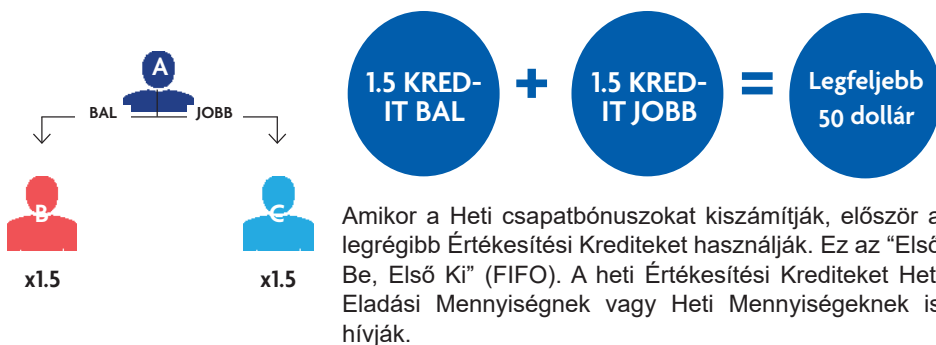 A
BAL JOBB
B C
x1.5 x1.5
1.5 KRED-
IT BAL
+
1.5 KRED-
IT JOBB
=
Legfeljebb
50 dollár
Amikor a Heti csapatbónuszokat kiszámítják, először a
legrégibb Értékesítési Krediteket használják. Ez az “Első
Be, Első Ki” (FIFO). A heti Értékesítési Krediteket Het
Eladási Mennyiségnek vagy Heti Mennyiségeknek is
hívják.